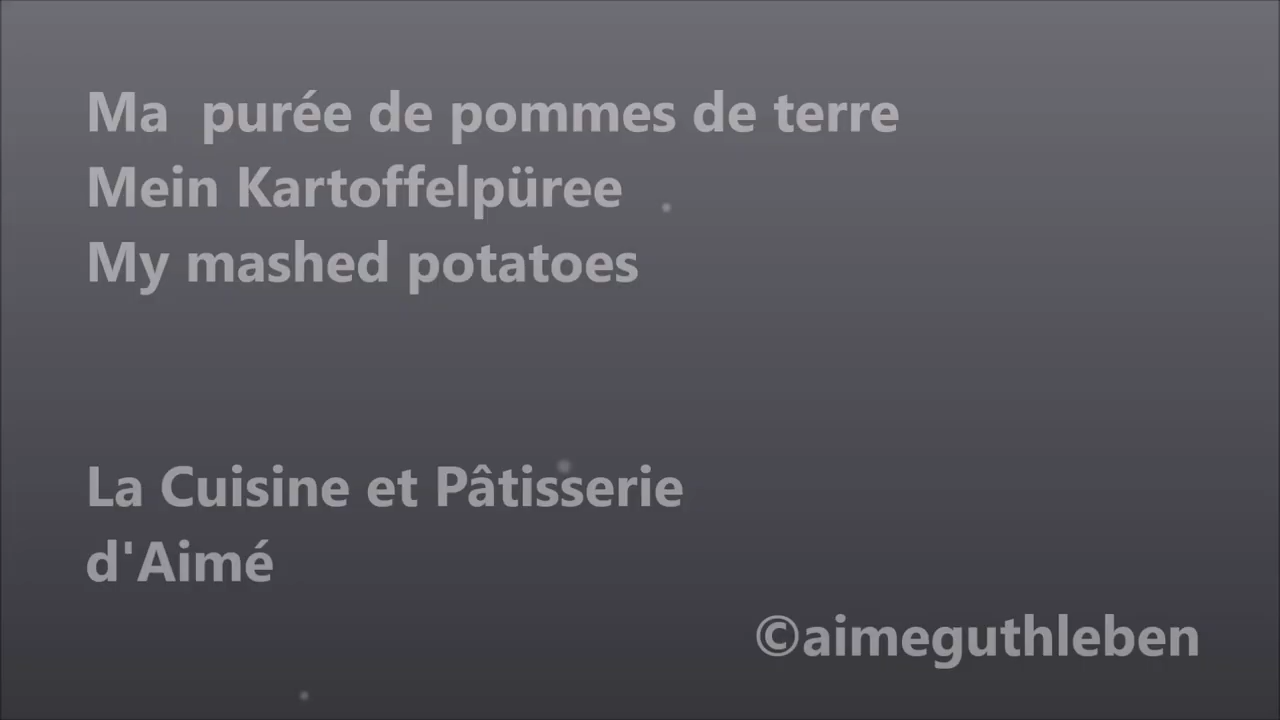 Ma  purée de pommes de terre
Mein Kartoffelpüree
My mashed potatoes
La Cuisine et Pâtisserie
d'Aimé
©aimeguthleben